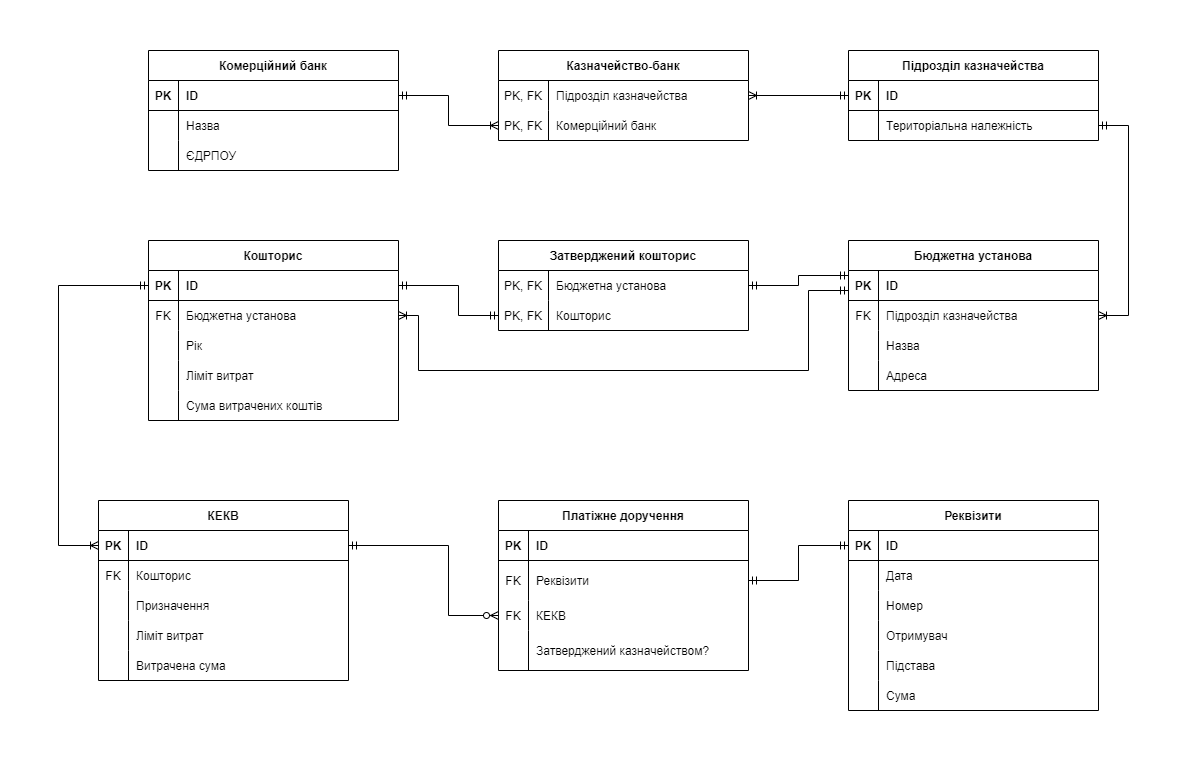 Комерційний банк
PK ID
Назва
ЄДРПОУ
Казначейство-банк
PK, FK Підрозділ казначейства
PK, FK Комерційний банк
Підрозділ казначейства
PK ID
Територіальна належність
Кошторис
PK ID
FK Бюджетна установа
Рік
Ліміт витрат
Сума витрачених коштів
Затверджений кошторис
PK, FK Бюджетна установа
PK, FK Кошторис
Бюджетна установа
PK ID
FK Підрозділ казначейства
Назва
Адреса
КЕКВ
PK ID
FK Кошторис
Призначення
Ліміт витрат
Витрачена сума
Платіжне доручення
PK ID
FK Реквізити
FK КЕКВ
Затверджений казначейством?
Реквізити
PK ID
Дата
Номер
Отримувач
Підстава
Сума